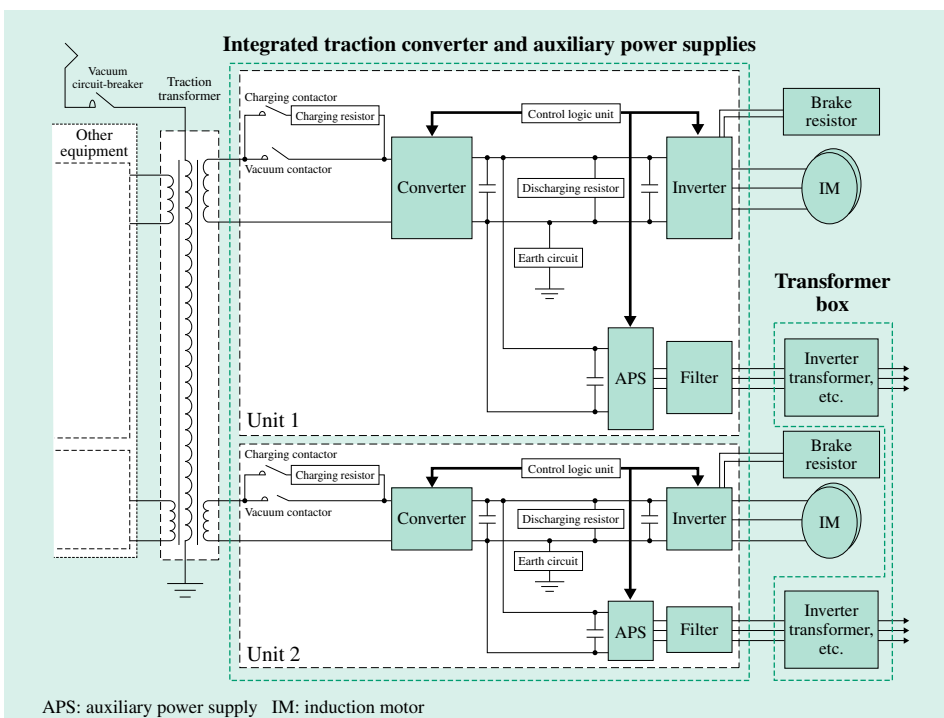 Integrated traction converter and auxiliary power supplies
Vacuum
circuit-breaker
Traction
transformer
Other
equipment
Charging contactor
Charging resistor
Vacuum contactor
Control logic unit
Converter
Discharging resistor
Inverter
Earth circuit
Brake
resistor
IM
Transformer
box
APS
Filter
Inverter
transformer,
etc.
Unit 1
Charging contactor
Charging resistor
Vacuum contactor
Control logic unit
Converter
Discharging resistor
Inverter
Earth circuit
Brake
resistor
IM
APS
Filter
Inverter
transformer,
etc.
Unit 2
APS: auxiliary power supply IM: induction motor